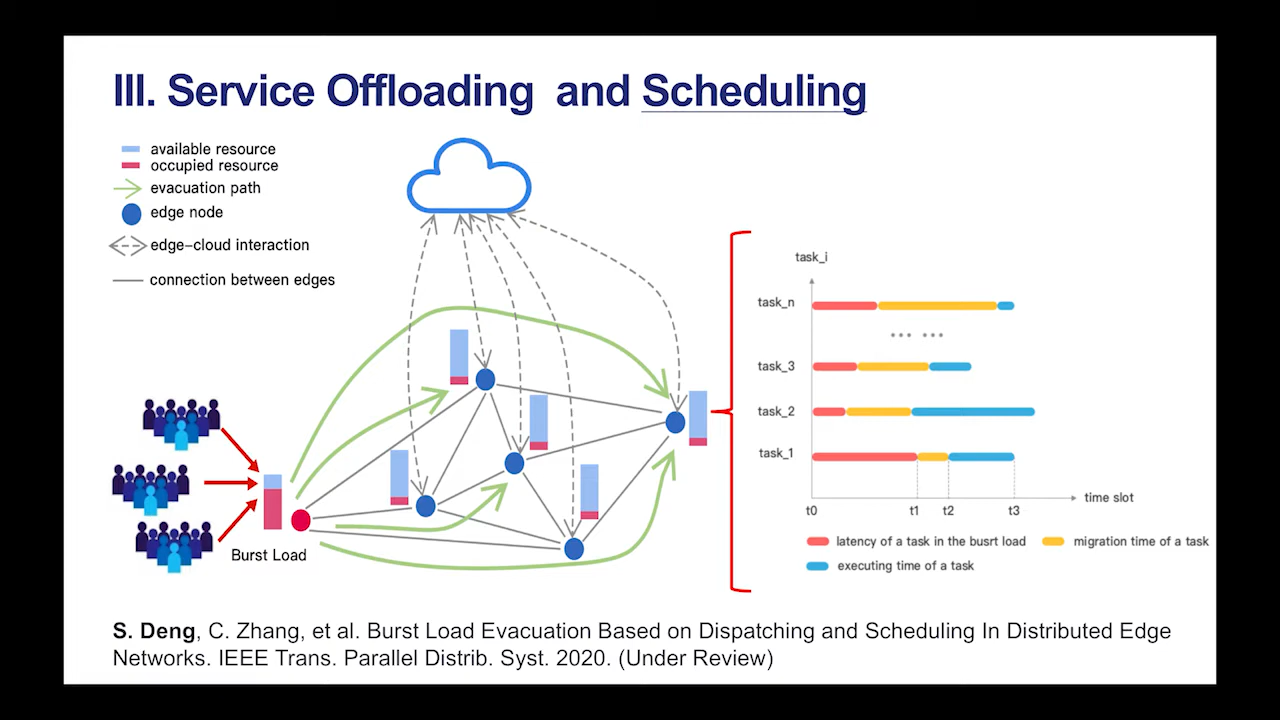 III. Service Offloading and Scheduling
available resource
occupied resource
evacuation path
edge node
edge-cloud interaction
connection between edges
Burst Load
task_i
task_n
task_3
task_2
task_1
t0
t1
t2
t3
time slot
latency of a task in the busrt load
migration time of a task
executing time of a task
S. Deng, C. Zhang, et al. Burst Load Evacuation Based on Dispatching and Scheduling In Distributed Edge
Networks. IEEE Trans. Parallel Distrib. Syst. 2020. (Under Review)